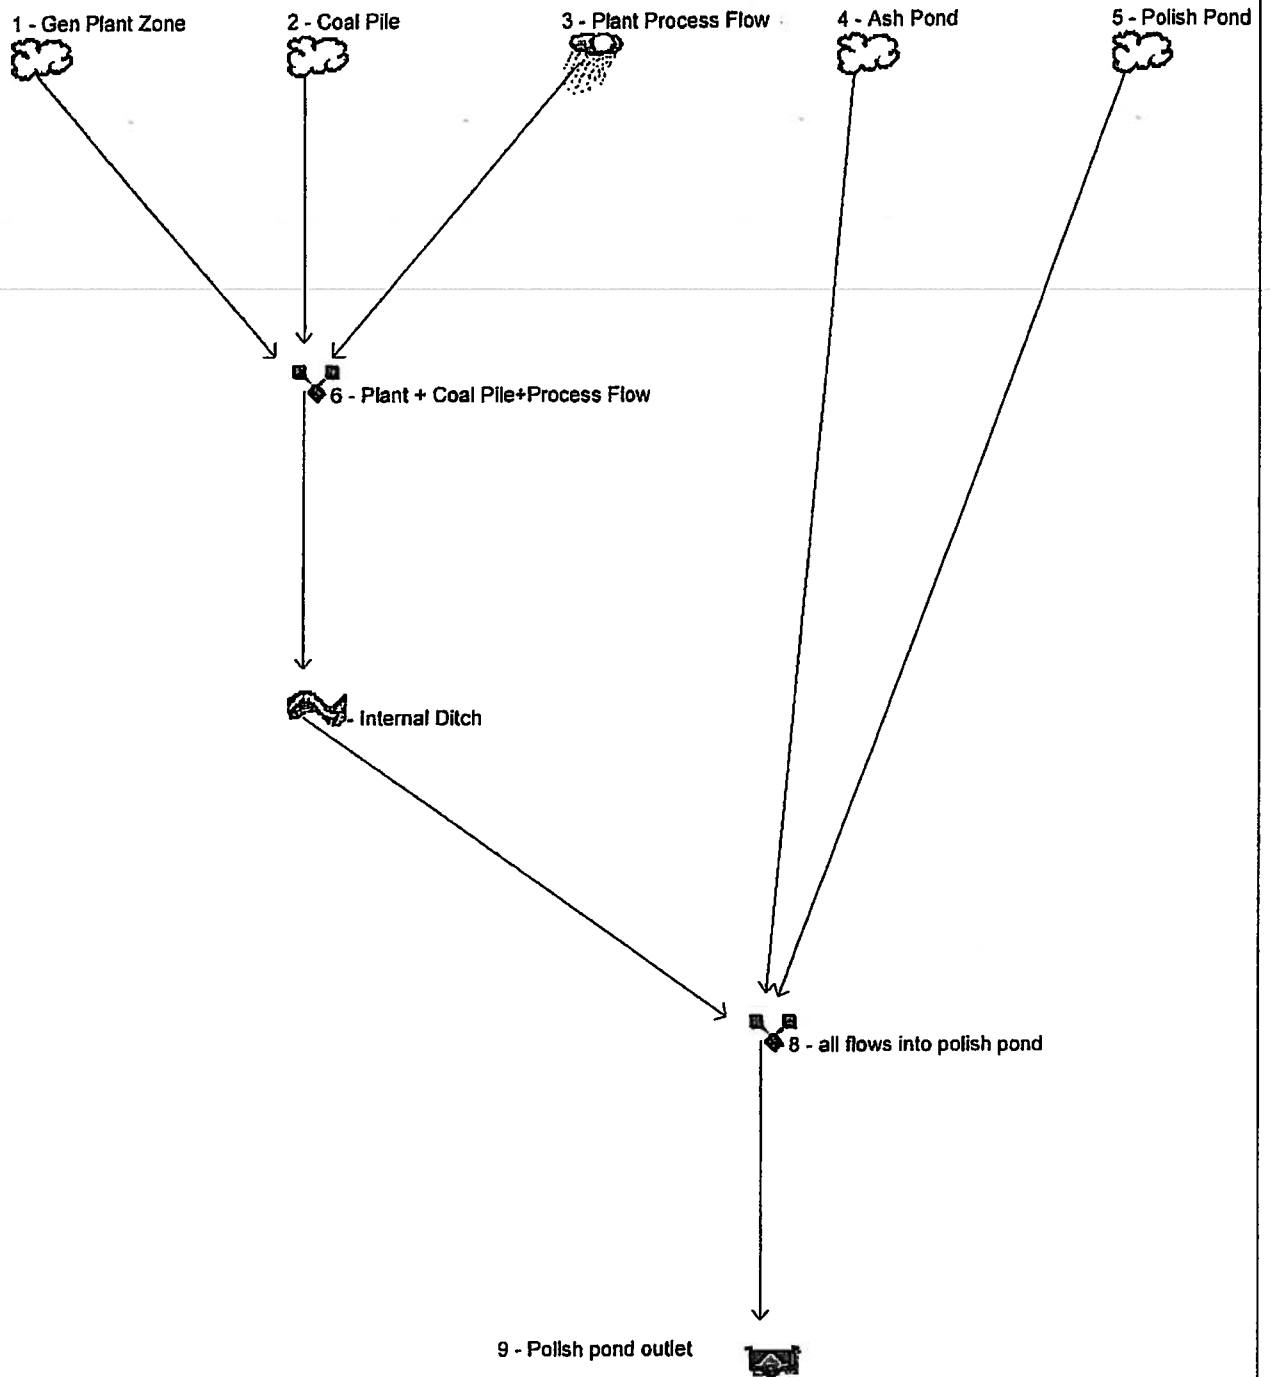 1 - Gen Plant Zone
2 - Coal Pile
3 - Plant Process Flow
4 - Ash Pond
5 - Polish Pond
6 - Plant + Coal Pile+Process Flow
- Internal Ditch
8 - all flows into polish pond
9 - Polish pond outlet